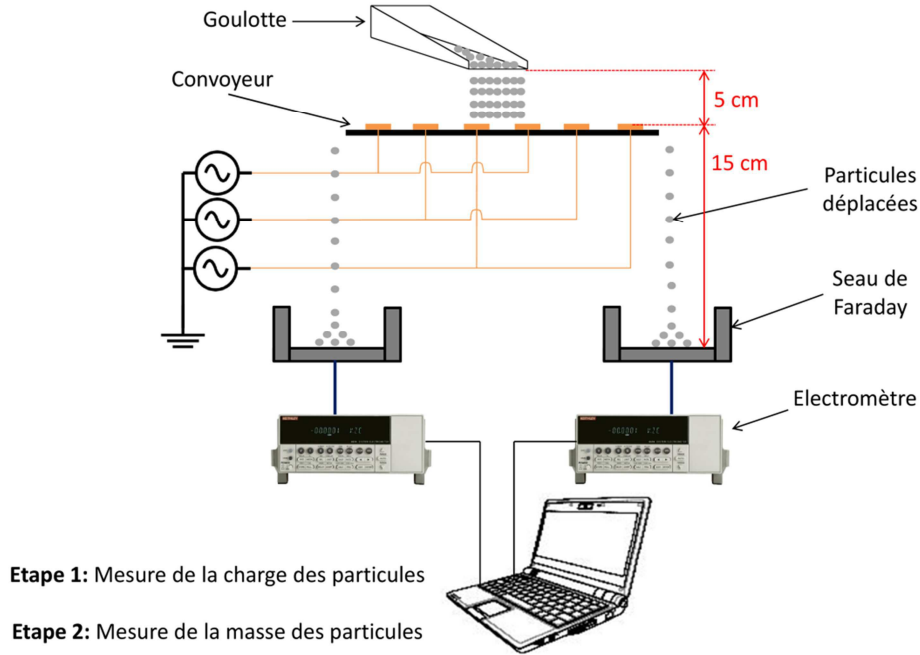 Goulotte
Convoyeur
5 cm
15 cm
Particules
déplacées
Seau de
Faraday
Electromètre
Etape 1: Mesure de la charge des particules
Etape 2: Mesure de la masse des particules